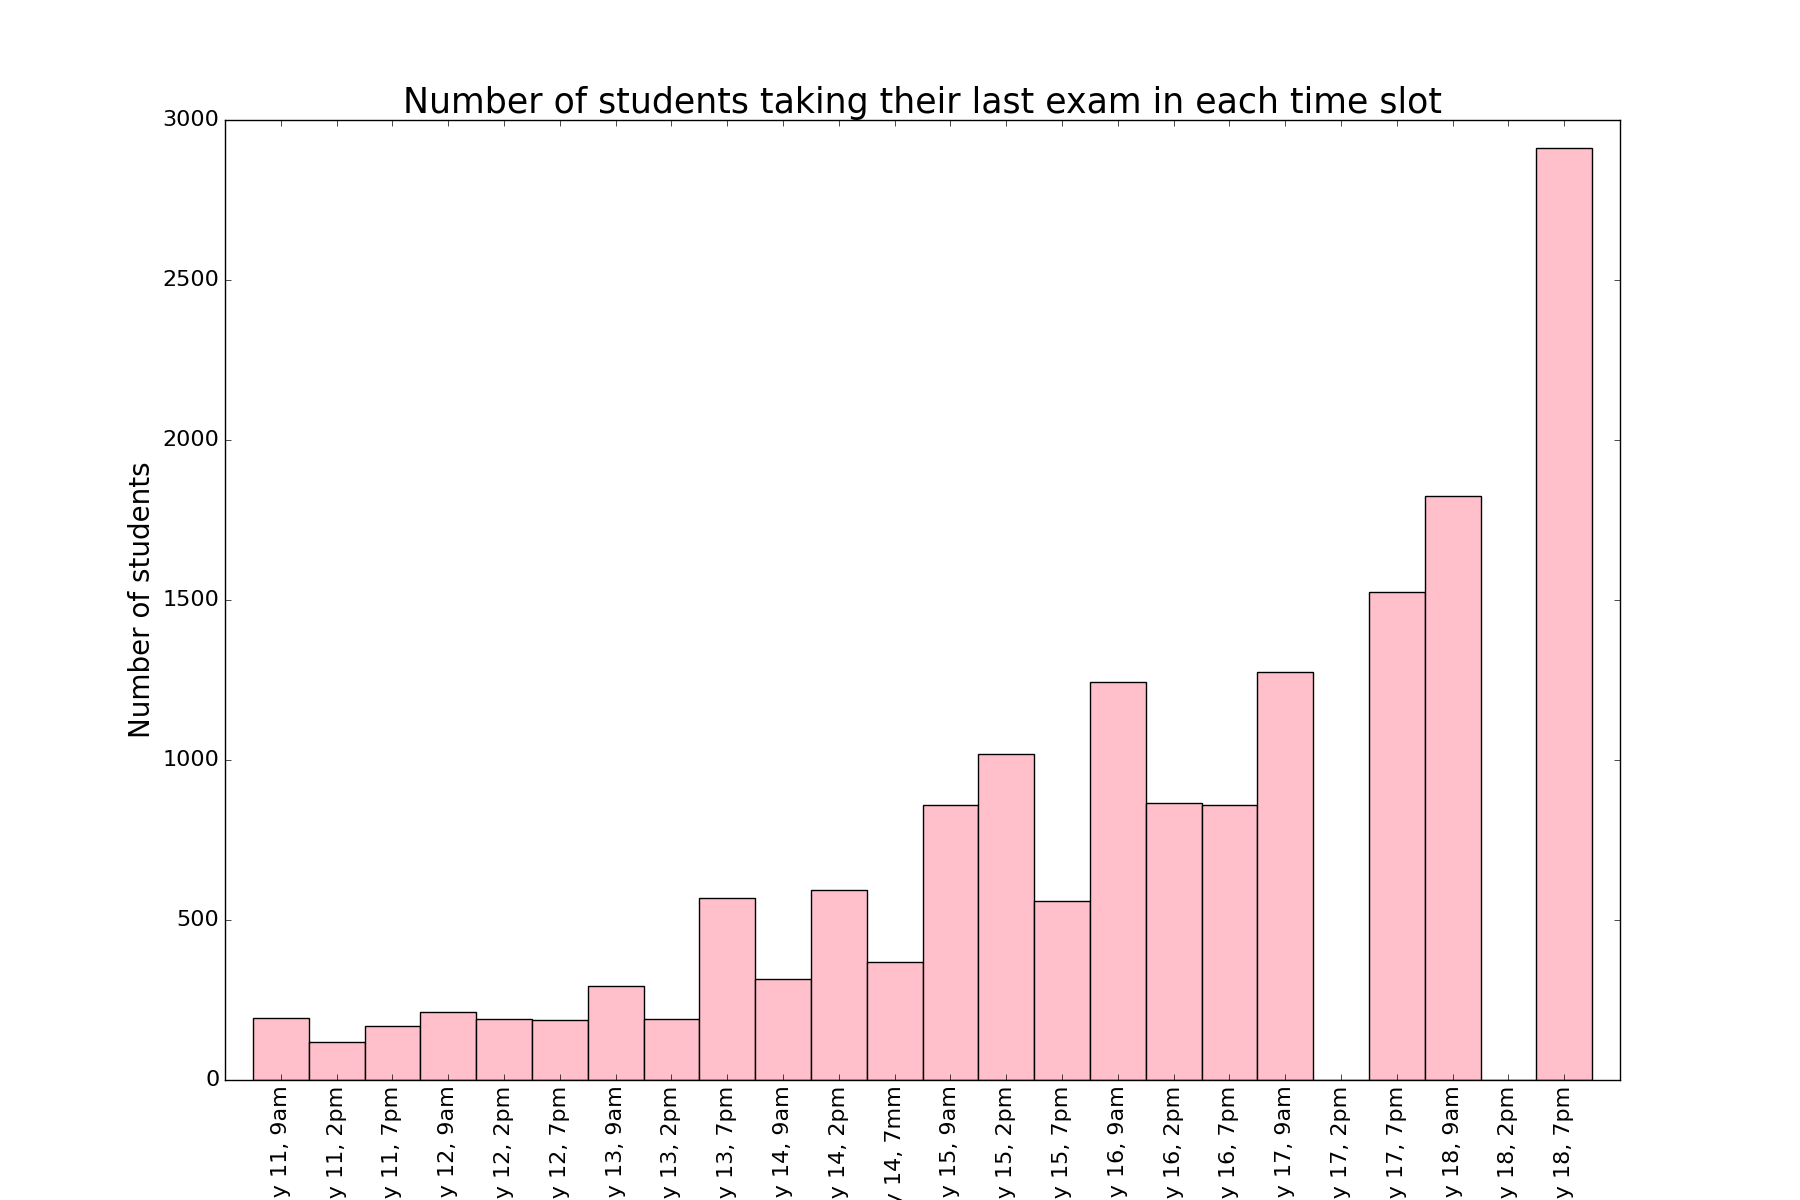 Number of students taking their last exam in each time slot
Number of students
3000
2500
2000
1500
1000
500
0
y 11, 9am
y 11, 2pm
y 11, 7pm
y 12, 9am
y 12, 2pm
y 12, 7pm
y 13, 9am
y 13, 2pm
y 13, 7pm
y 14, 9am
y 14, 2pm
y 14, 7mm
y 15, 9am
y 15, 2pm
y 15, 7pm
y 16, 9am
y 16, 2pm
y 16, 7pm
y 17, 9am
y 17, 2pm
y 17, 7pm
y 18, 9am
y 18, 2pm
y 18, 7pm